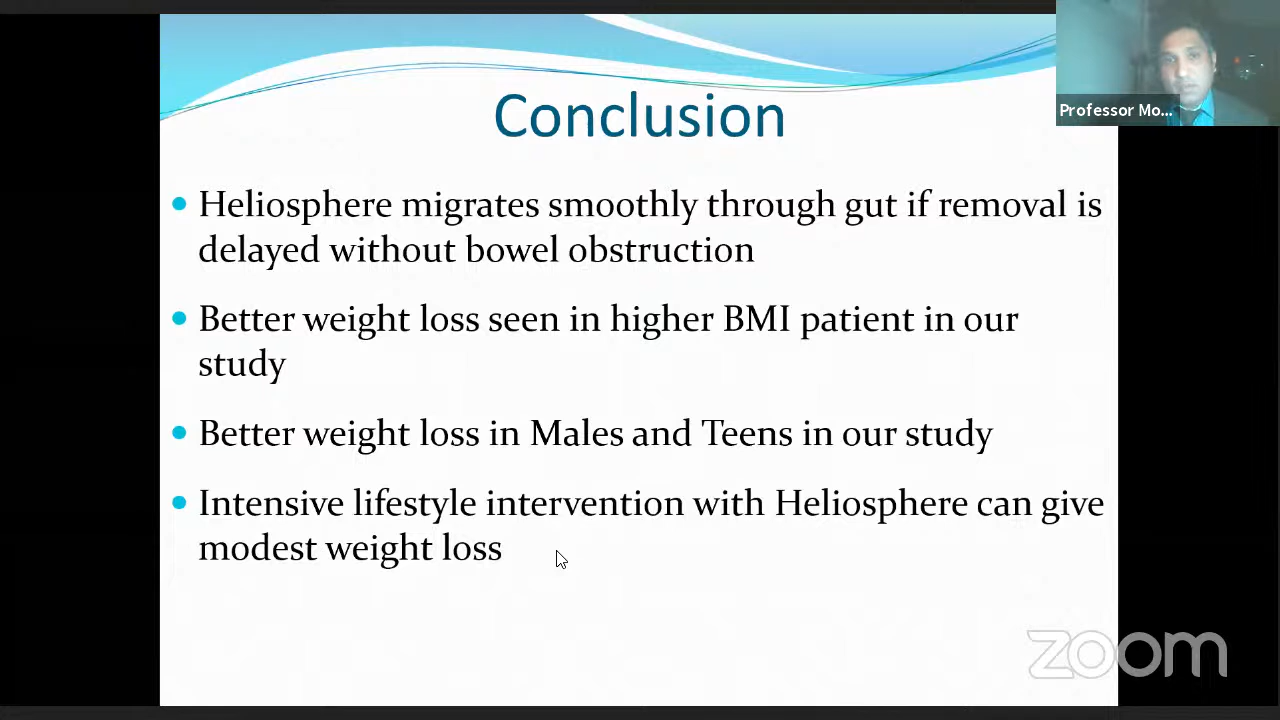 Professor Mo...
Conclusion
Heliosphere migrates smoothly through gut if removal is
delayed without bowel obstruction
Better weight loss seen in higher BMI patient in our
study
Better weight loss in Males and Teens in our study
Intensive lifestyle intervention with Heliosphere can give
modest weight loss
zoom